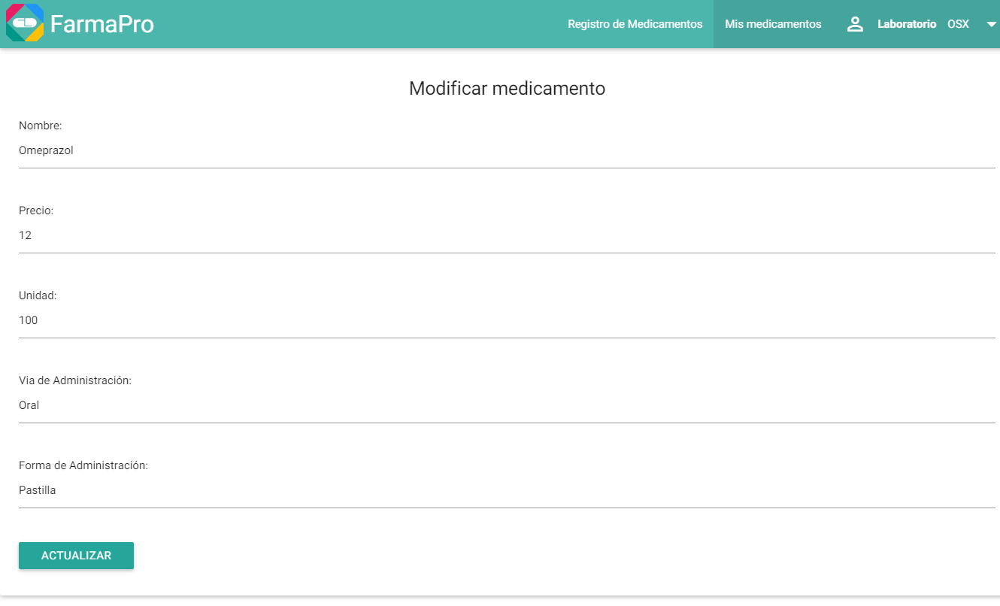 FarmaPro
Registro de Medicamentos Mis medicamentos Laboratorio OSX
Modificar medicamento
Nombre:
Omeprazol
Precio:
12
Unidad:
100
Via de Administración:
Oral
Forma de Administración:
Pastilla
ACTUALIZAR